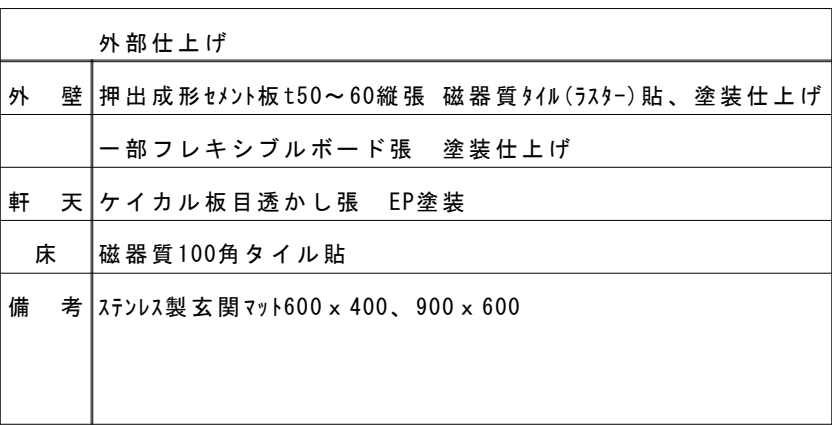 外部仕上げ
外　壁 押出成形ｾﾒﾝﾄ板t50～60縦張 磁器質ﾀｲﾙ(ﾗｽﾀｰ)貼、塗装仕上げ
一部フレキシブルボード張　塗装仕上げ
軒　天 ケイカル板目透かし張　EP塗装
床 磁器質100角タイル貼
備　考 ｽﾃﾝﾚｽ製玄関ﾏｯﾄ600ｘ400、900ｘ600